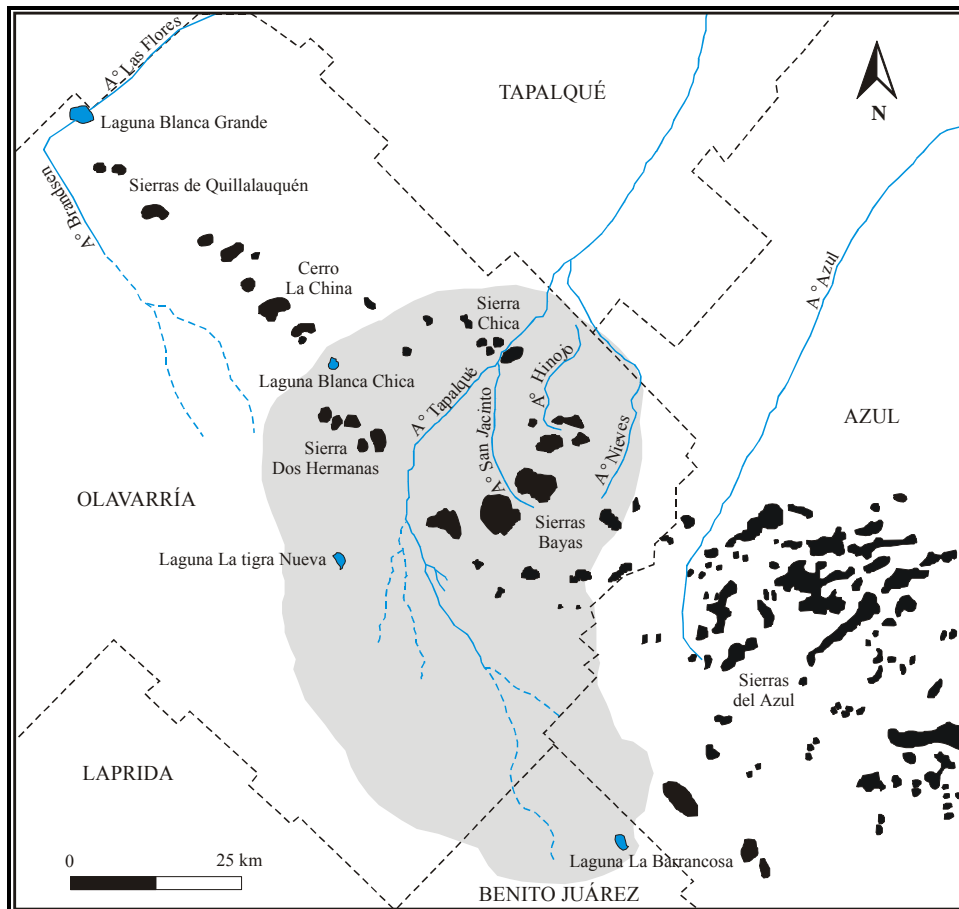 A° Las Flores
TAPALQUÉ
N
Laguna Blanca Grande
Sierras de Quillalauquén
A° Brandsen
Cerro
La China
A° Azul
Sierra
Chica
A° Hinojo
Laguna Blanca Chica
A° Tapalqué
A° San Jacinto
A° Nieves
AZUL
Sierra
Dos Hermanas
OLAVARRÍA
Sierras
Bayas
Laguna La tigra Nueva
Sierras
del Azul
LAPRIDA
0 25 km
Laguna La Barrancosa
BENITO JUÁREZ